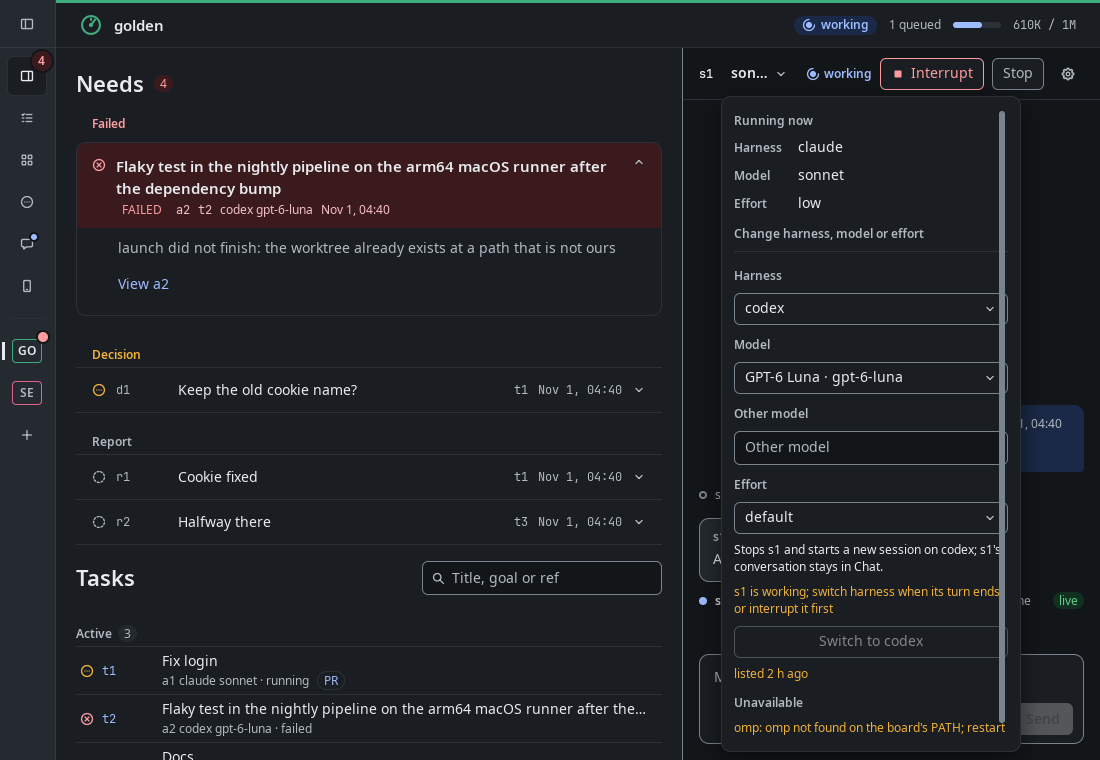 golden
working
1 queued
610K / 1M
4
GO
SE
Needs 4
Failed
Flaky test in the nightly pipeline on the arm64 macOS runner after
the dependency bump
FAILED a2 t2 codex gpt-6-luna Nov 1, 04:40
launch did not finish: the worktree already exists at a path that is not ours
View a2
Decision
d1 Keep the old cookie name? t1 Nov 1, 04:40
Report
r1 Cookie fixed t1 Nov 1, 04:40
r2 Halfway there t3 Nov 1, 04:40
Tasks
Title, goal or ref
Active 3
t1 Fix login
a1 claude sonnet · running PR
t2 Flaky test in the nightly pipeline on the arm64 macOS runner after the…
a2 codex gpt-6-luna · failed
Docs
s1 son... working Interrupt Stop
Running now
Harness claude
Model sonnet
Effort low
Change harness, model or effort
Harness
codex
Model
GPT-6 Luna · gpt-6-luna
Other model
Other model
Effort
default
Stops s1 and starts a new session on codex; s1's
conversation stays in Chat.
s1 is working; switch harness when its turn ends
or interrupt it first
Switch to codex
listed 2 h ago
Unavailable
omp: omp not found on the board's PATH; restart
, 04:40
live
Send